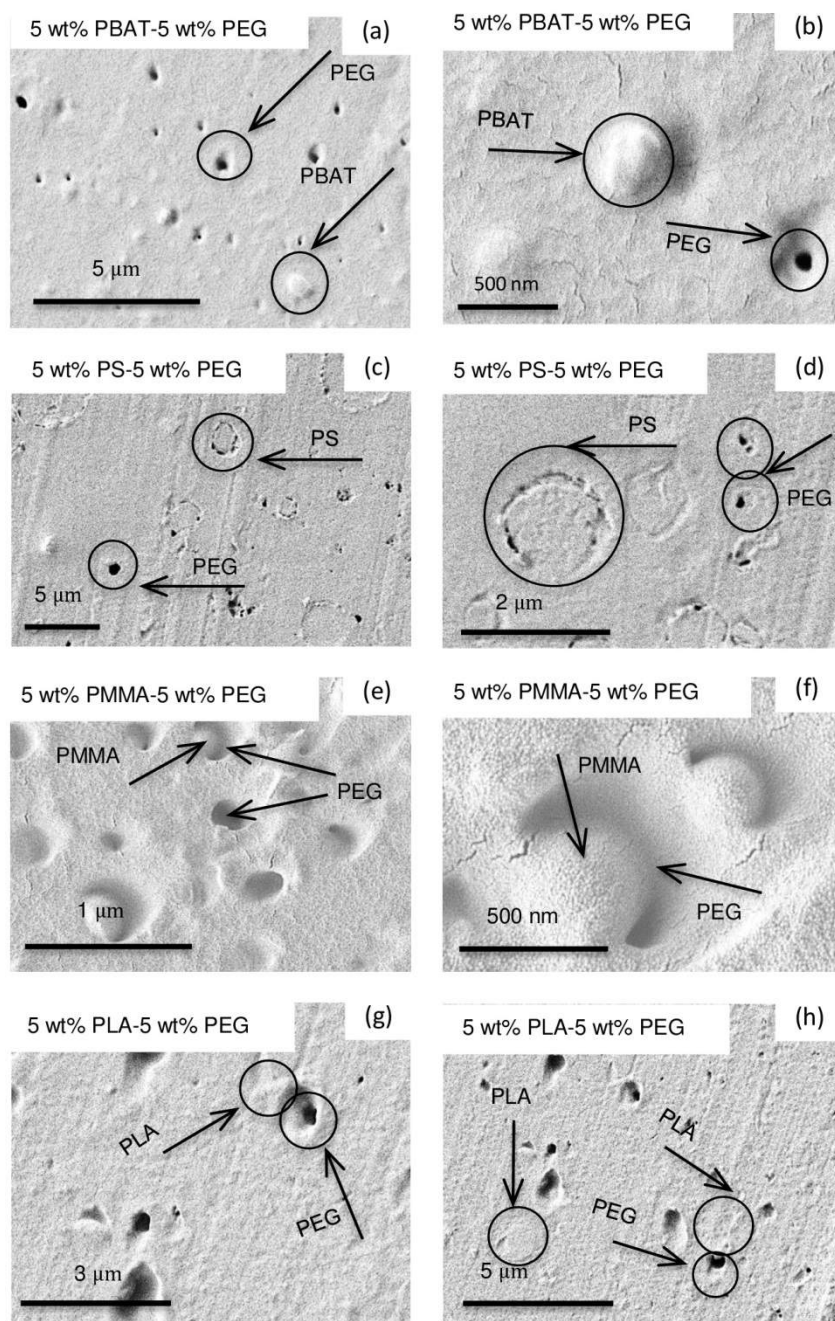 5 wt% PBAT-5 wt% PEG
(a)
PEG
PBAT
5 μm
5 wt% PBAT-5 wt% PEG
(b)
PBAT
PEG
500 nm
5 wt% PS-5 wt% PEG
(c)
PS
PEG
5 μm
5 wt% PS-5 wt% PEG
(d)
PS
PEG
2 μm
5 wt% PMMA-5 wt% PEG
(e)
PMMA
PEG
1 μm
5 wt% PMMA-5 wt% PEG
(f)
PMMA
PEG
500 nm
5 wt% PLA-5 wt% PEG
(g)
PLA
PEG
3 μm
5 wt% PLA-5 wt% PEG
(h)
PLA
PLA
PEG
5 μm